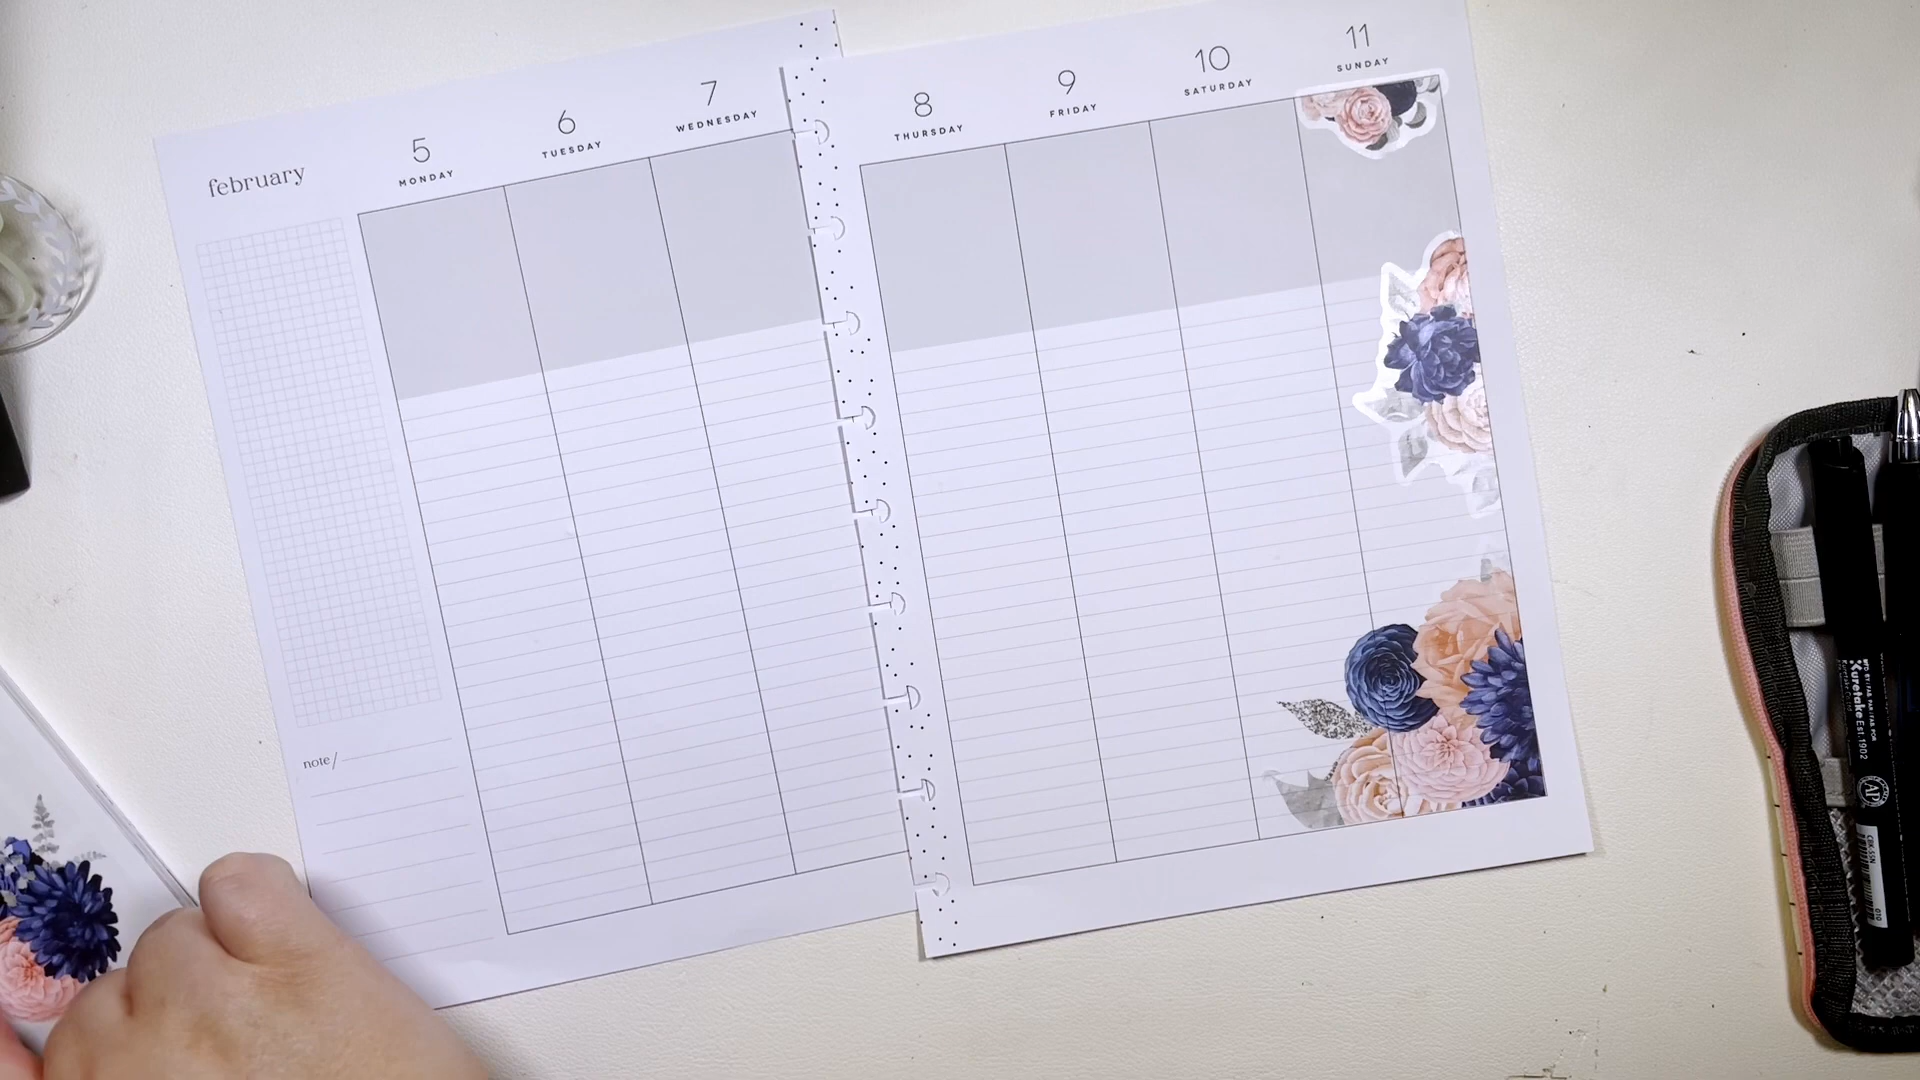 february
5
MONDAY
6
TUESDAY
7
WEDNESDAY
8
THURSDAY
9
FRIDAY
10
SATURDAY
11
SUNDAY
note/
Kuretake Est.1902
AP